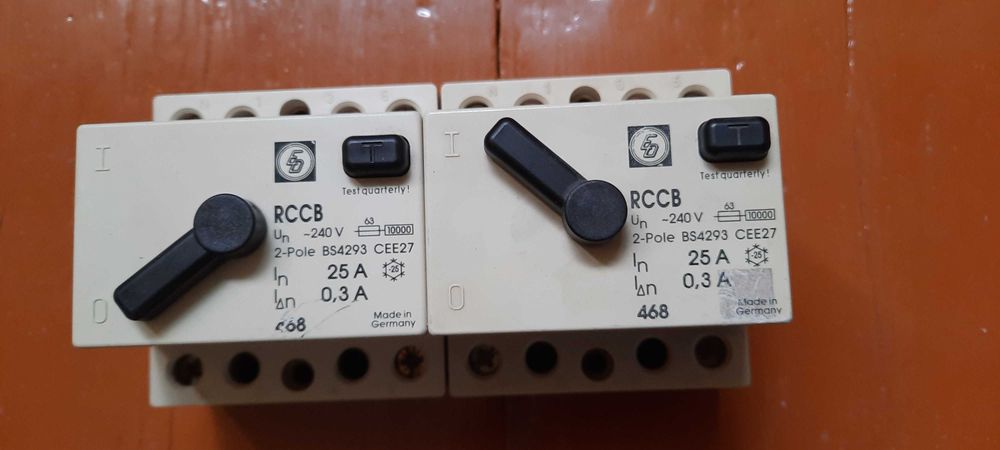 I
T
Test quarterly!
RCCB
63
Un ~240 V 10000
2-Pole BS4293 CEE27
In 25 A -25
IΔn 0,3 A
468
Made in
Germany
O
I
T
Test quarterly!
RCCB
63
Un ~240 V 10000
2-Pole BS4293 CEE27
In 25 A -25
IΔn 0,3 A
468
Made in
Germany
O